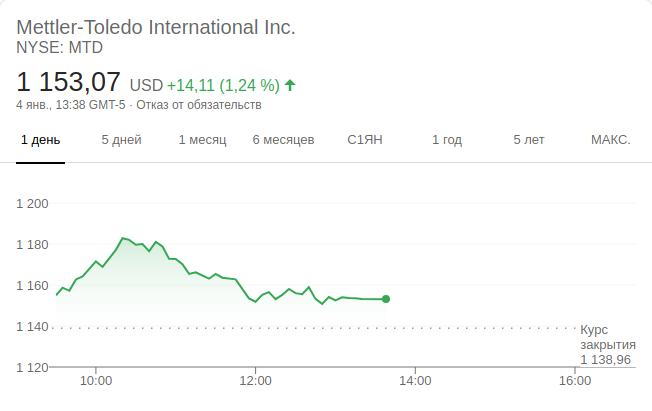 Mettler-Toledo International Inc.
NYSE: MTD
1 153,07 USD +14,11 (1,24 %)
4 янв., 13:38 GMT-5 · Отказ от обязательств
1 день 5 дней 1 месяц 6 месяцев С1ЯН 1 год 5 лет МАКС.
1 200
1 180
1 160
1 140
Курс
закрытия
1 138,96
1 120
10:00 12:00 14:00 16:00